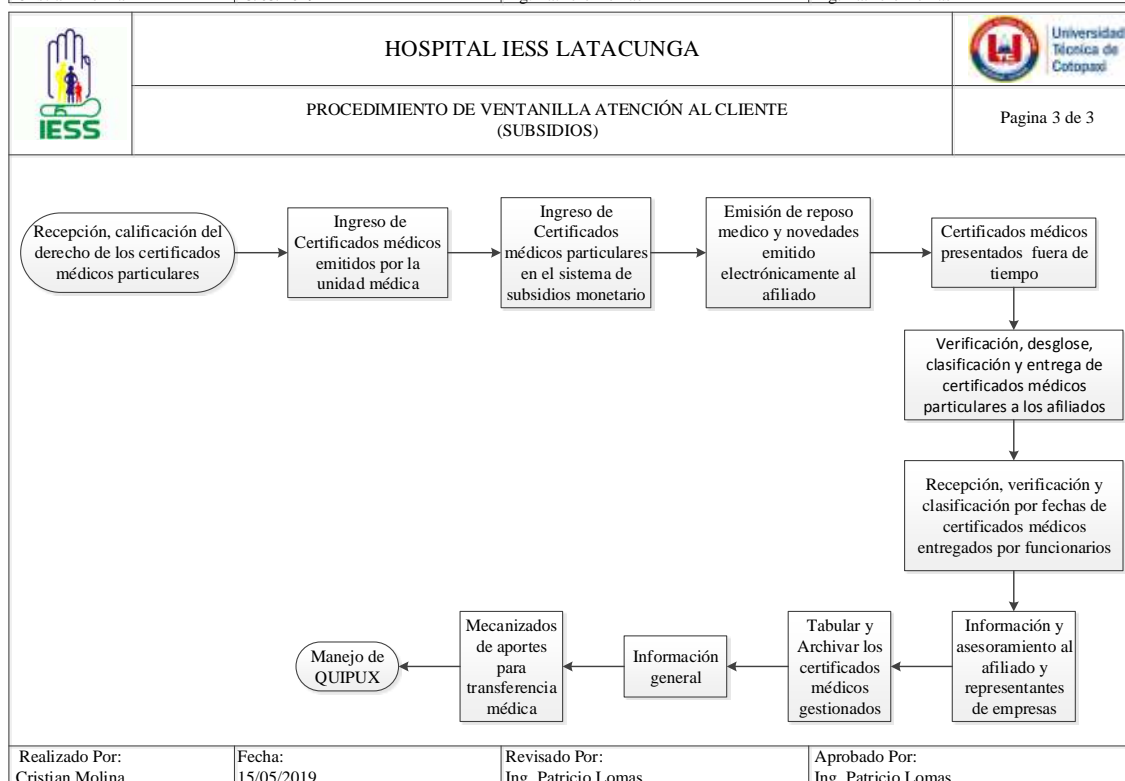 HOSPITAL IESS LATACUNGA
Universidad
Técnica de
Cotopaxi
IESS
PROCEDIMIENTO DE VENTANILLA ATENCIÓN AL CLIENTE
(SUBSIDIOS)
Pagina 3 de 3
Recepción, calificación del
derecho de los certificados
médicos particulares
Ingreso de
Certificados médicos
emitidos por la
unidad médica
Ingreso de
Certificados
médicos particulares
en el sistema de
subsidios monetario
Emisión de reposo
medico y novedades
emitido
electrónicamente al
afiliado
Certificados médicos
presentados fuera de
tiempo
Verificación, desglose,
clasificación y entrega de
certificados médicos
particulares a los afiliados
Recepción, verificación y
clasificación por fechas de
certificados médicos
entregados por funcionarios
Información y
asesoramiento al
afiliado y
representantes
de empresas
Tabular y
Archivar los
certificados
médicos
gestionados
Información
general
Mecanizados
de aportes
para
transferencia
médica
Manejo de
QUIPUX
Realizado Por:
Cristian Molina
Fecha:
15/05/2019
Revisado Por:
Ing. Patricio Lomas
Aprobado Por:
Ing. Patricio Lomas